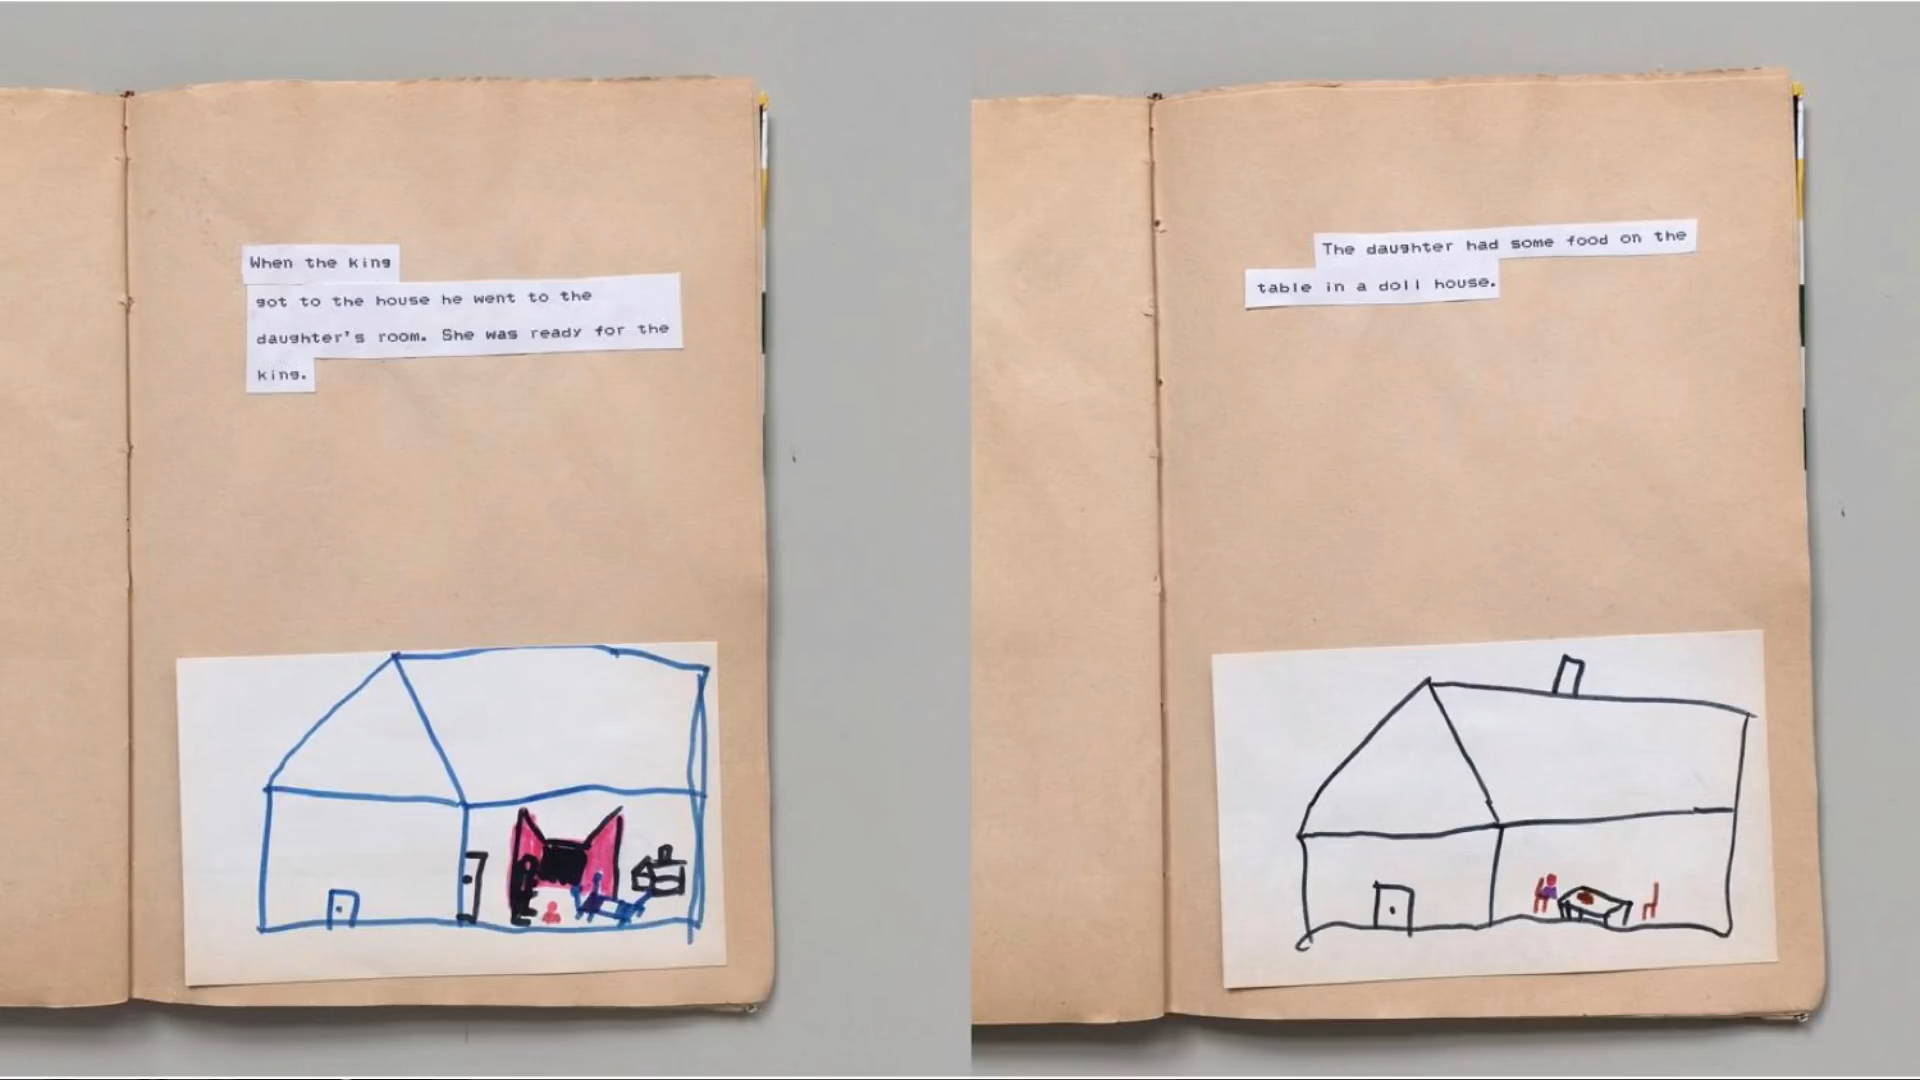 When the king
got to the house he went to the
daughter's room. She was ready for the
king.
The daughter had some food on the
table in a doll house.